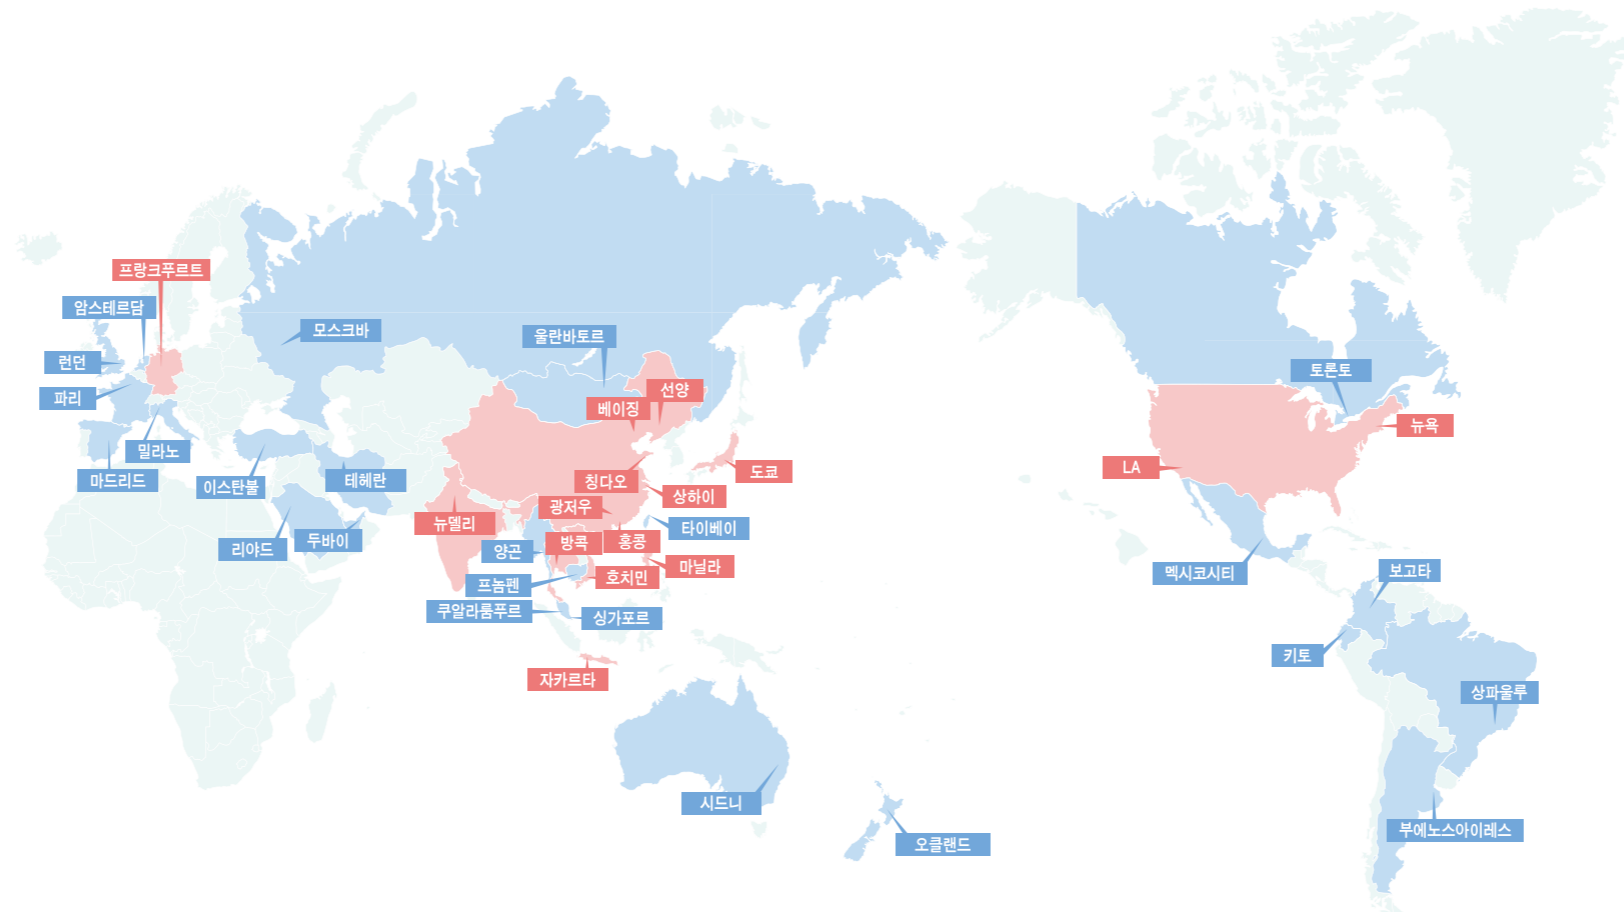 프랑크푸르트
암스테르담
모스크바
울란바토르
런던
파리
선양
베이징
토론토
뉴욕
밀라노
마드리드
이스탄불
테헤란
칭다오
도쿄
LA
상하이
광저우
뉴델리
타이베이
리야드
두바이
양곤
방콕
홍콩
마닐라
멕시코시티
보고타
프놈펜
호치민
쿠알라룸푸르
싱가포르
키토
자카르타
상파울루
시드니
부에노스아이레스
오클랜드